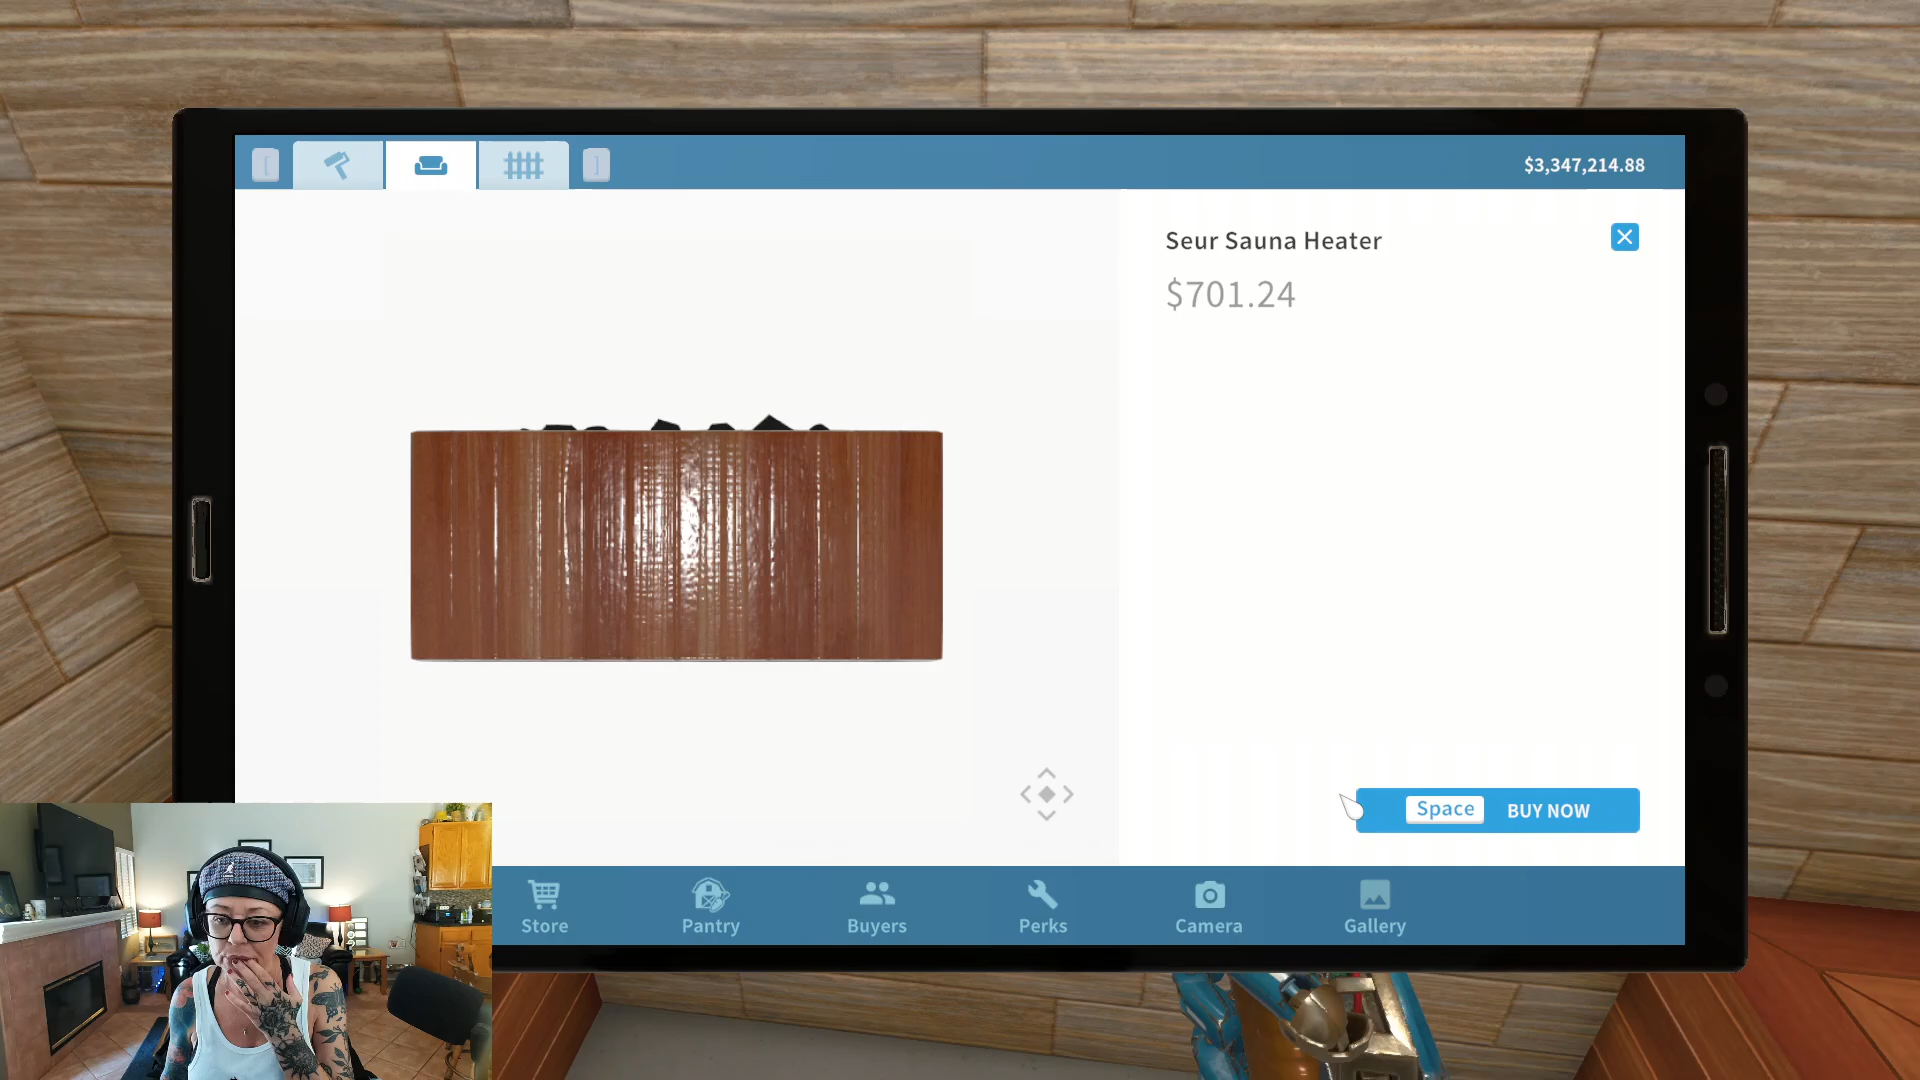 [
]
$3,347,214.88
Seur Sauna Heater
$701.24
Space BUY NOW
Store
Pantry
Buyers
Perks
Camera
Gallery